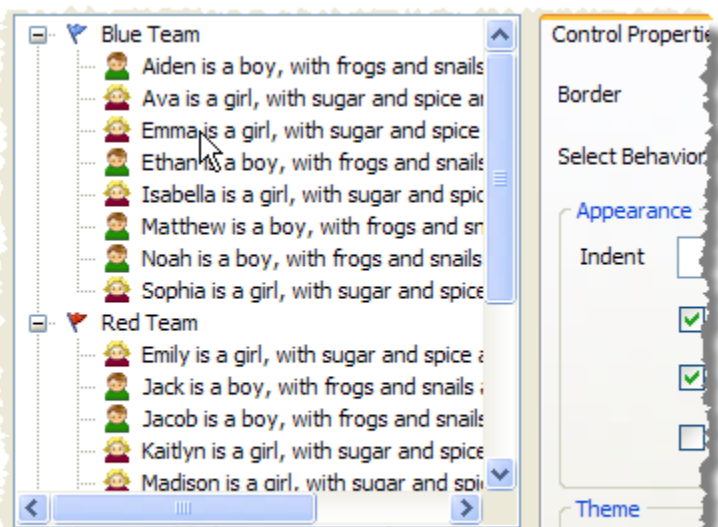 Blue Team
Aiden is a boy, with frogs and snails
Ava is a girl, with sugar and spice
Emma is a girl, with sugar and spice
Ethan is a boy, with frogs and snails
Isabella is a girl, with sugar and
Matthew is a boy, with frogs and
Noah is a boy, with frogs and snails
Sophia is a girl, with sugar and spice
Red Team
Emily is a girl, with sugar and spice
Jack is a boy, with frogs and snails
Jacob is a boy, with frogs and snails
Kaitlyn is a girl, with sugar and spice
Madison is a girl, with sugar and
Control
Border
Select Behavior
Appearance
Indent
Theme